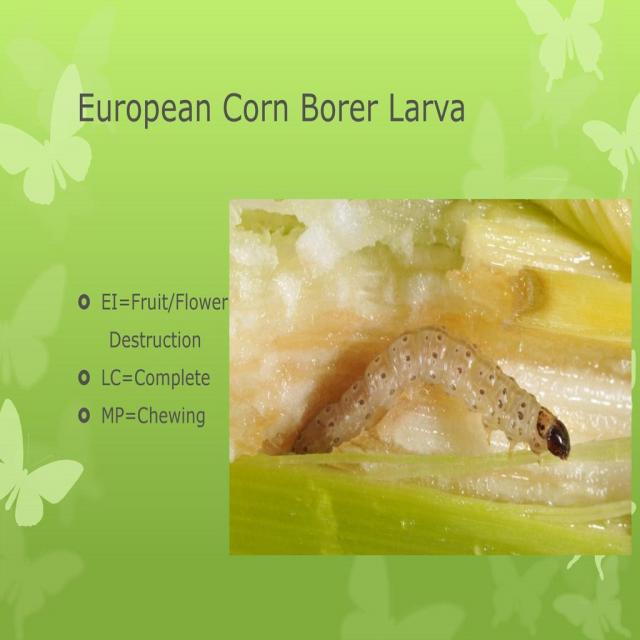 European Corn Borer Larva
EI=Fruit/Flower
Destruction
LC=Complete
MP=Chewing